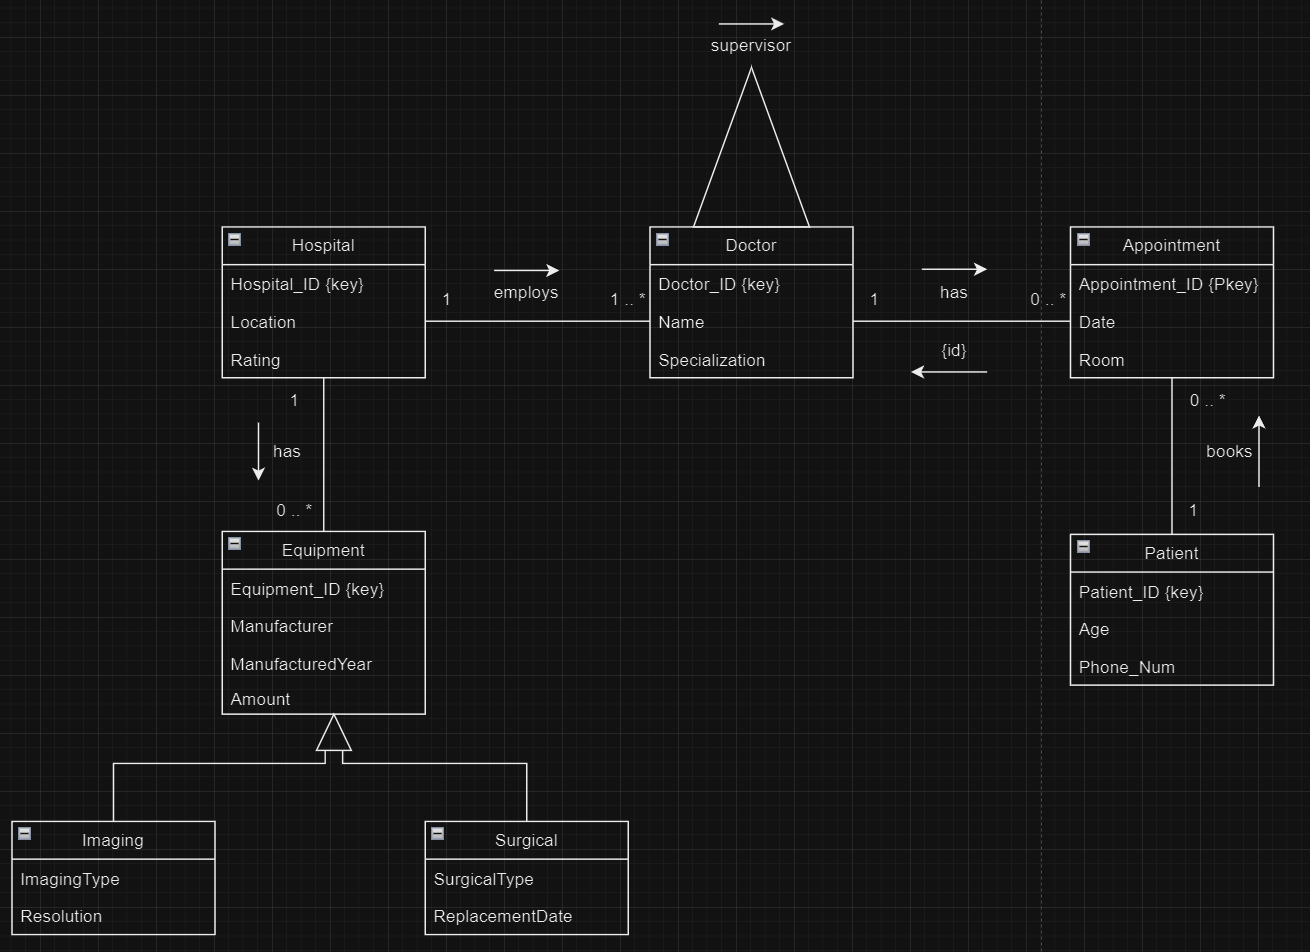 supervisor
Hospital
Hospital_ID {key}
Location
Rating
1
employs
1 .. *
Doctor
Doctor_ID {key}
Name
Specialization
1
has
0 .. *
{id}
Appointment
Appointment_ID {Pkey}
Date
Room
1
has
0 .. *
0 .. *
books
1
Equipment
Equipment_ID {key}
Manufacturer
ManufacturedYear
Amount
Patient
Patient_ID {key}
Age
Phone_Num
Imaging
ImagingType
Resolution
Surgical
SurgicalType
ReplacementDate